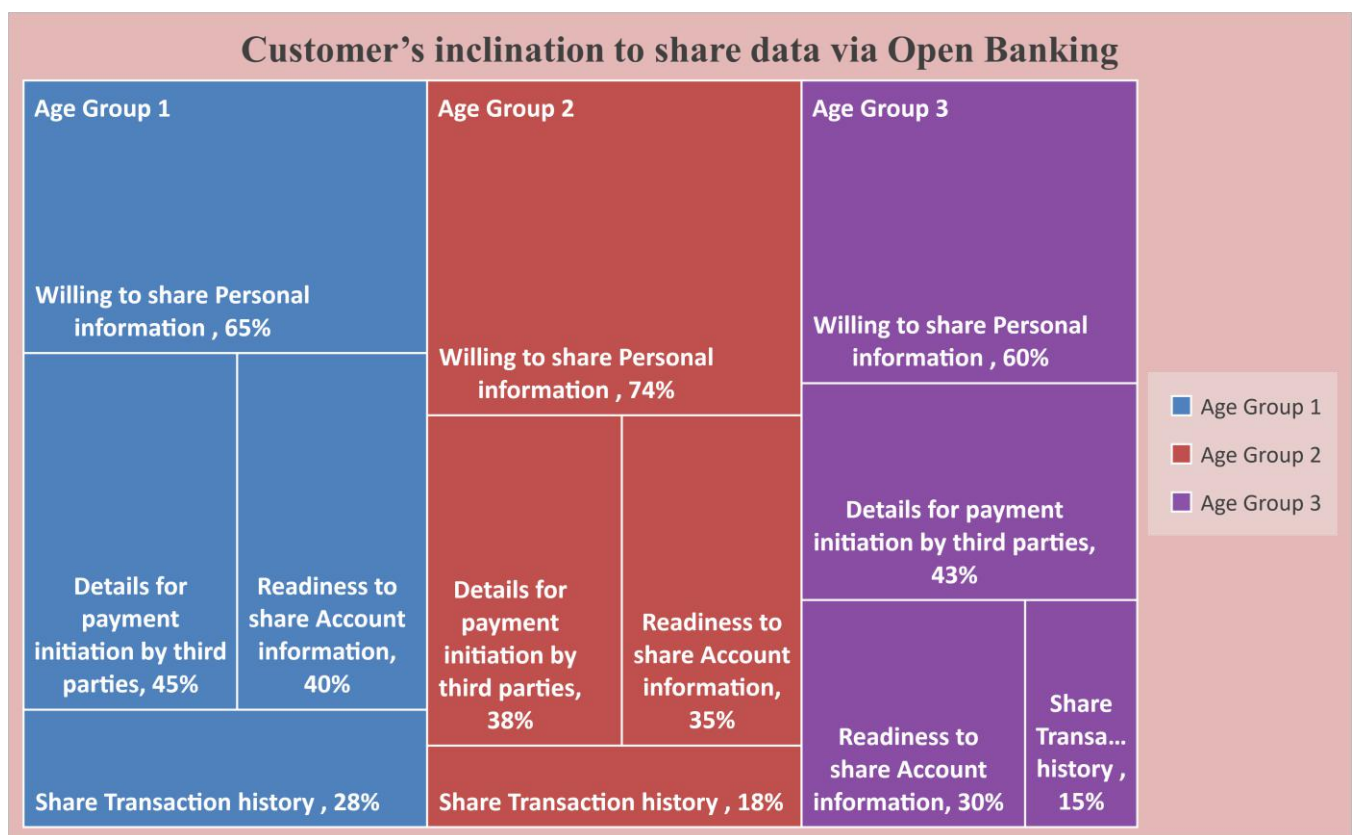 Customer’s inclination to share data via Open Banking
Age Group 1
Willing to share Personal
information , 65%
Details for
payment
initiation by third
parties, 45%
Readiness to
share Account
information,
40%
Share Transaction history , 28%
Age Group 2
Willing to share Personal
information , 74%
Details for
payment
initiation by
third parties,
38%
Readiness to
share Account
information,
35%
Share Transaction history , 18%
Age Group 3
Willing to share Personal
information , 60%
Details for payment
initiation by third parties,
43%
Readiness to
share Account
information, 30%
Share
Transa...
history ,
15%
Age Group 1
Age Group 2
Age Group 3